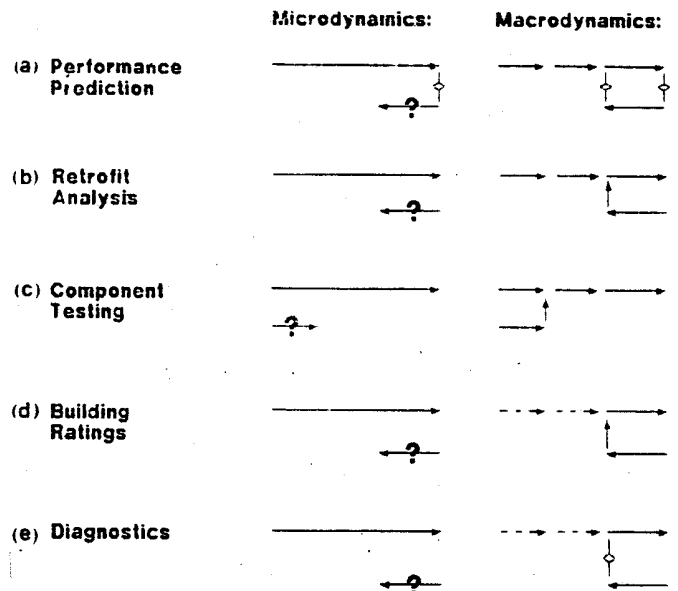 Microdynamics: Macrodynamics:
(a) Performance
Prediction
?
(b) Retrofit
Analysis
?
(c) Component
Testing
?
(d) Building
Ratings
?
(e) Diagnostics
?